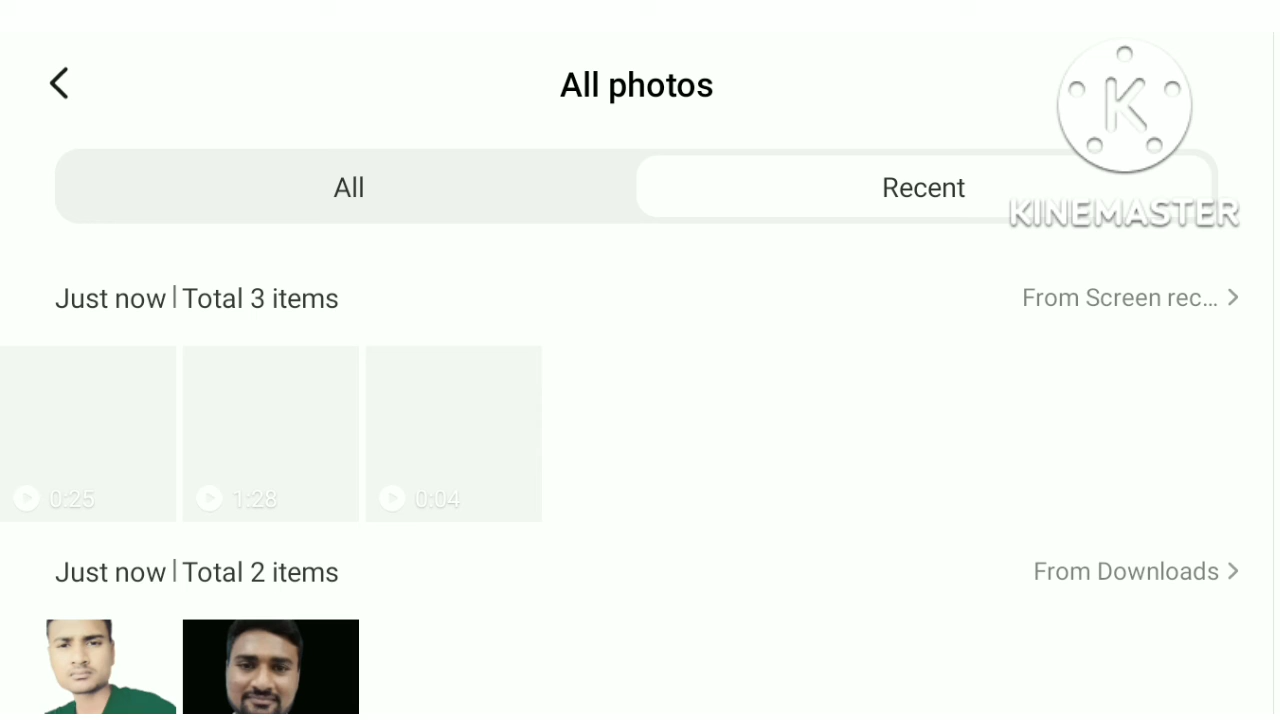 All photos
All
Recent
KINEMASTER
Just now | Total 3 items
From Screen rec...
0:25
1:28
0:04
Just now | Total 2 items
From Downloads